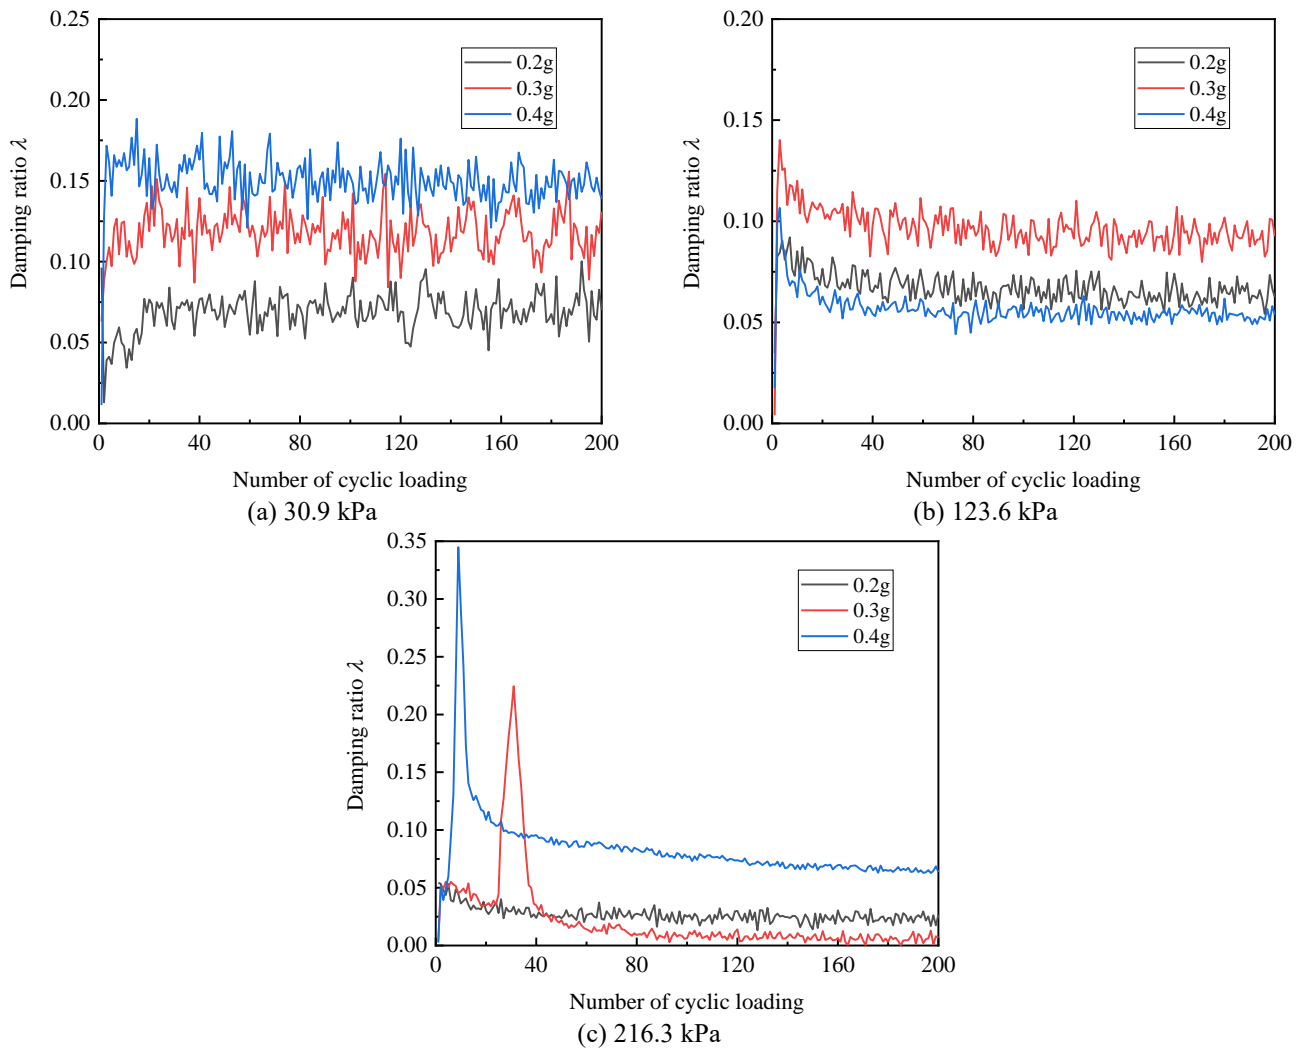 0.25
0.20
0.15
0.10
0.05
0.00
Damping ratio λ
0.2g
0.3g
0.4g
0 40 80 120 160 200
Number of cyclic loading
(a) 30.9 kPa
0.20
0.15
0.10
0.05
0.00
Damping ratio λ
0.2g
0.3g
0.4g
0 40 80 120 160 200
Number of cyclic loading
(b) 123.6 kPa
0.35
0.30
0.25
0.20
0.15
0.10
0.05
0.00
Damping ratio λ
0.2g
0.3g
0.4g
0 40 80 120 160 200
Number of cyclic loading
(c) 216.3 kPa